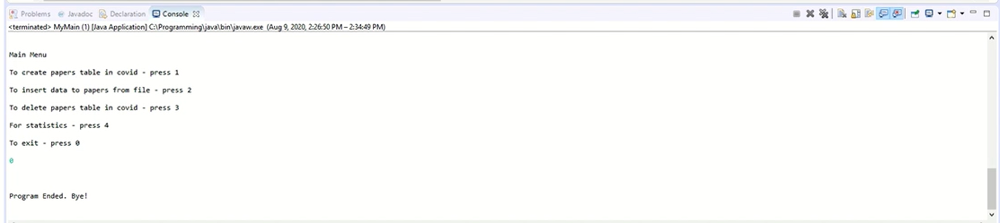 Problems Javadoc Declaration Console
<terminated> MyMain (1) [Java Application] C:\Programming\java\bin\javaw.exe (Aug 9, 2020, 2:26:50 PM – 2:34:49 PM)
Main Menu
To create papers table in covid - press 1
To insert data to papers from file - press 2
To delete papers table in covid - press 3
For statistics - press 4
To exit - press 0
0
Program Ended. Bye!